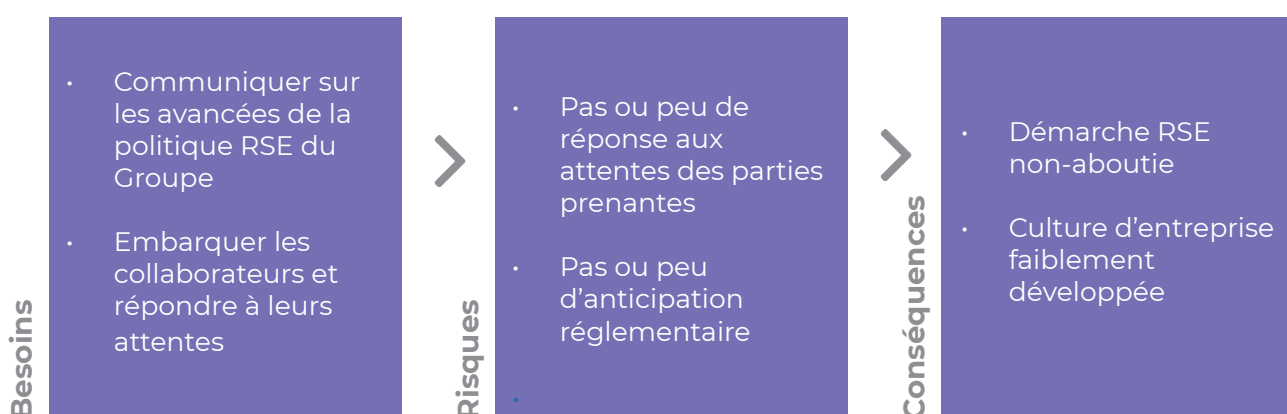 Besoins
• Communiquer sur
les avancées de la
politique RSE du
Groupe
• Embarquer les
collaborateurs et
répondre à leurs
attentes
Risques
• Pas ou peu de
réponse aux
attentes des parties
prenantes
• Pas ou peu
d’anticipation
réglementaire
•
Conséquences
• Démarche RSE
non-aboutie
• Culture d’entreprise
faiblement
développée